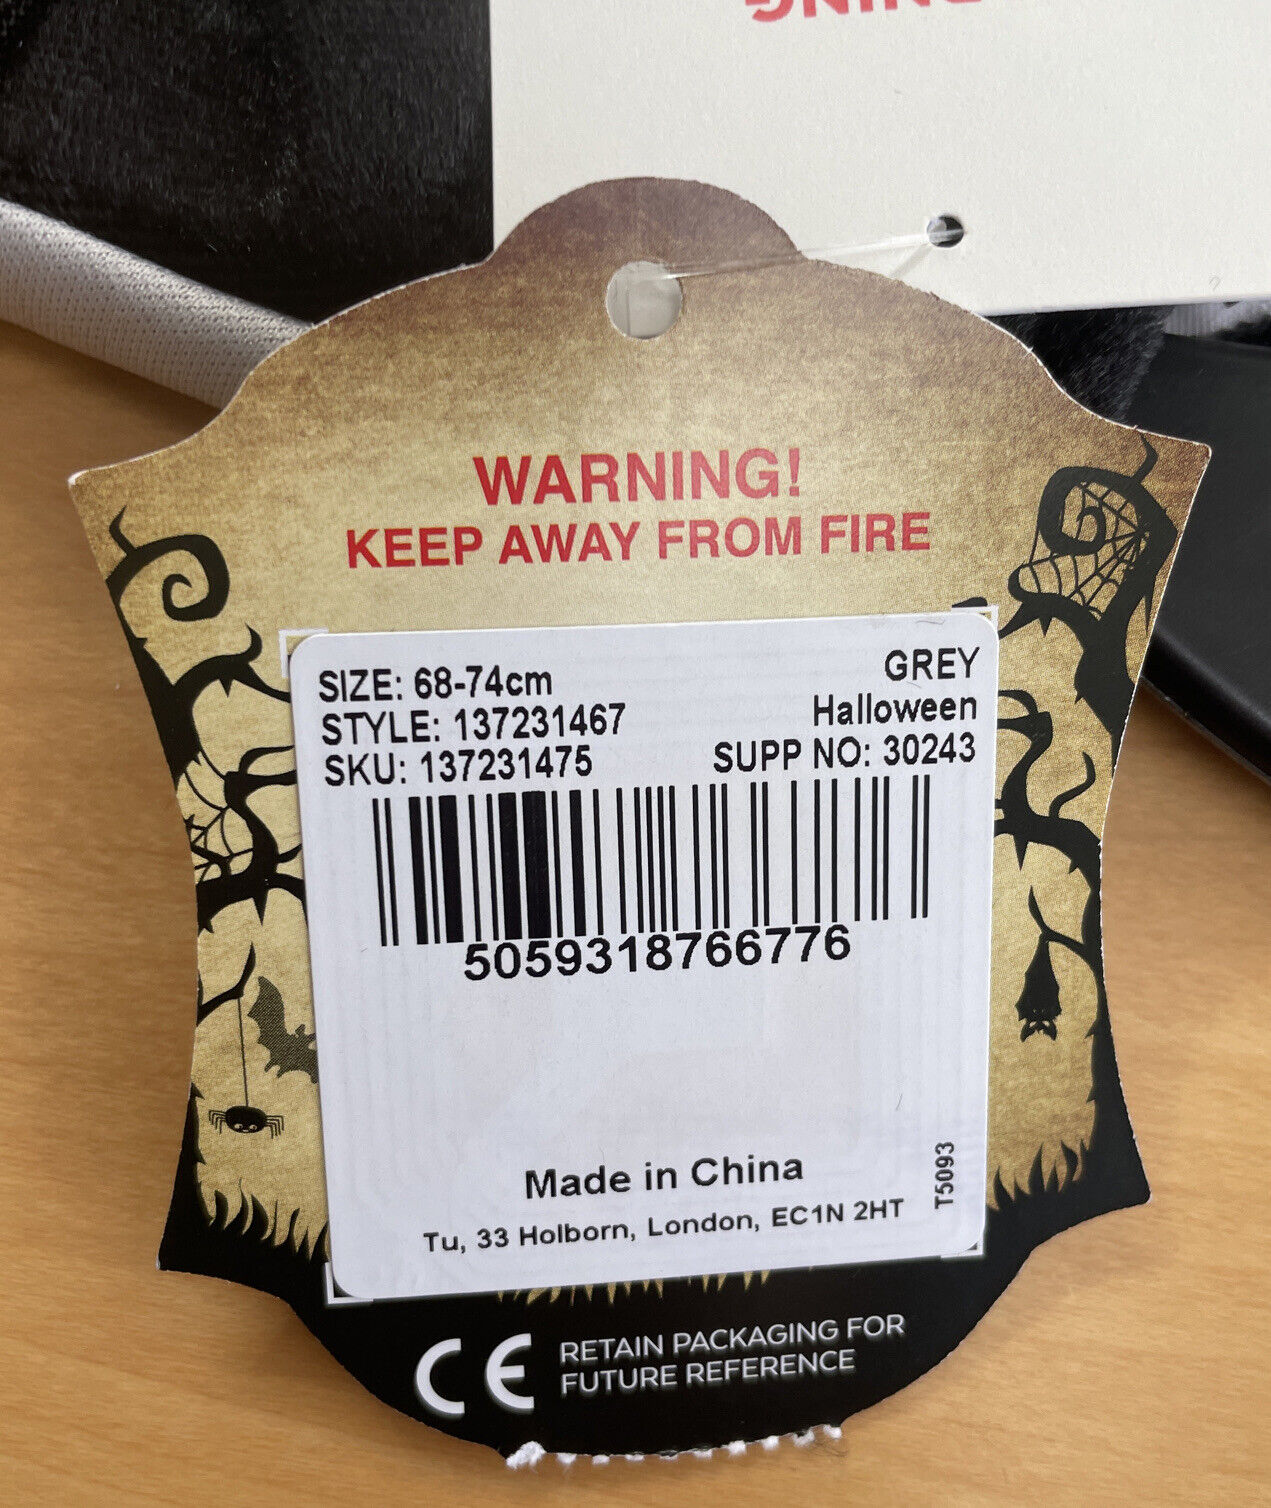 WARNING!
KEEP AWAY FROM FIRE
SIZE: 68-74cm
GREY
STYLE: 137231467
Halloween
SKU: 137231475
SUPP NO: 30243
5059318766776
Made in China
T5093
Tu, 33 Holborn, London, EC1N 2HT
CE
RETAIN PACKAGING FOR
FUTURE REFERENCE